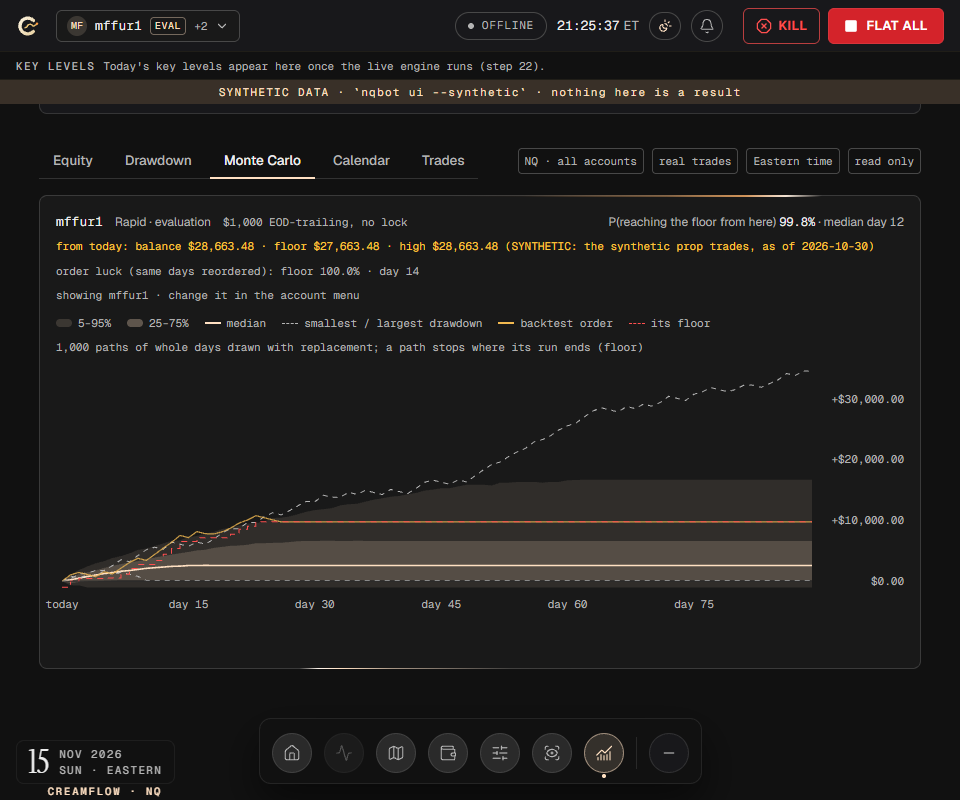 MF mffur1 EVAL +2
OFFLINE
21:25:37 ET
KILL
FLAT ALL
KEY LEVELS Today's key levels appear here once the live engine runs (step 22).
SYNTHETIC DATA · `nqbot ui --synthetic` · nothing here is a result
Equity Drawdown Monte Carlo Calendar Trades
NQ · all accounts real trades Eastern time read only
mffur1 Rapid · evaluation $1,000 EOD-trailing, no lock
P(reaching the floor from here) 99.8% · median day 12
from today: balance $28,663.48 · floor $27,663.48 · high $28,663.48 (SYNTHETIC: the synthetic prop trades, as of 2026-10-30)
order luck (same days reordered): floor 100.0% · day 14
showing mffur1 · change it in the account menu
5-95% 25-75% median smallest / largest drawdown backtest order its floor
1,000 paths of whole days drawn with replacement; a path stops where its run ends (floor)
+$30,000.00
+$20,000.00
+$10,000.00
$0.00
today day 15 day 30 day 45 day 60 day 75
15 NOV 2026
SUN · EASTERN
CREAMFLOW · NQ